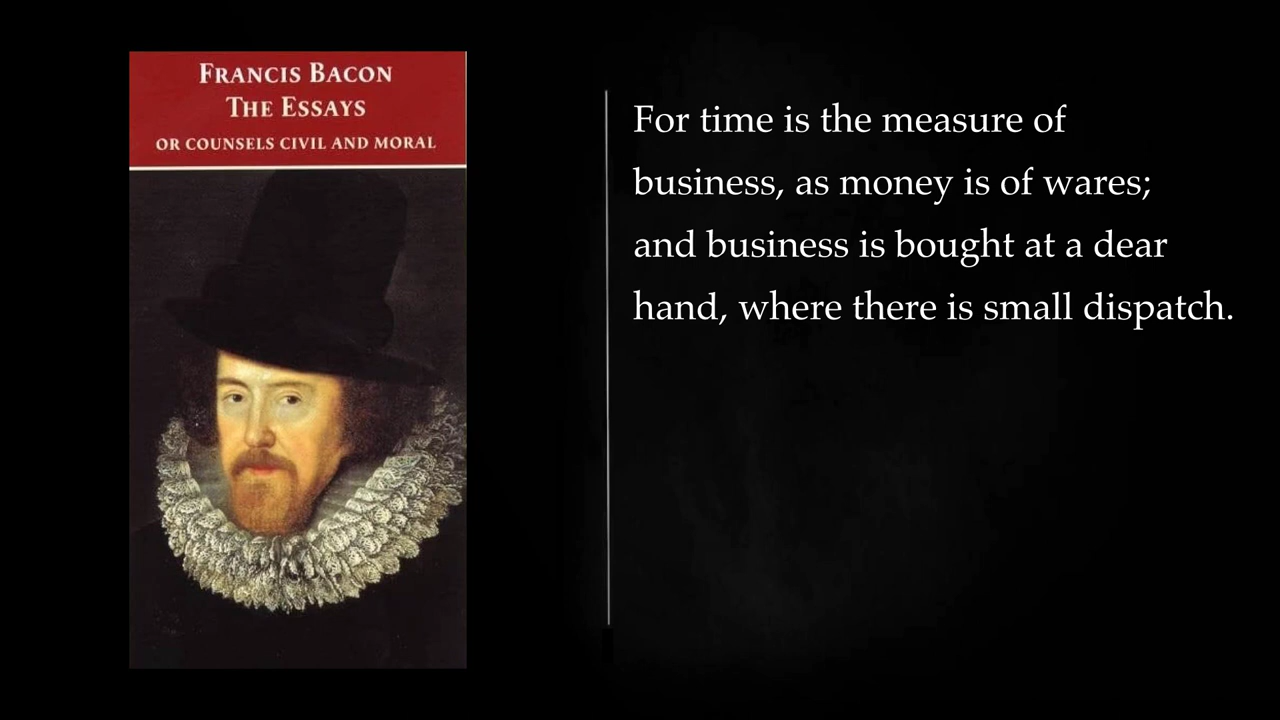 FRANCIS BACON
THE ESSAYS
OR COUNSELS CIVIL AND MORAL
For time is the measure of
business, as money is of wares;
and business is bought at a dear
hand, where there is small dispatch.